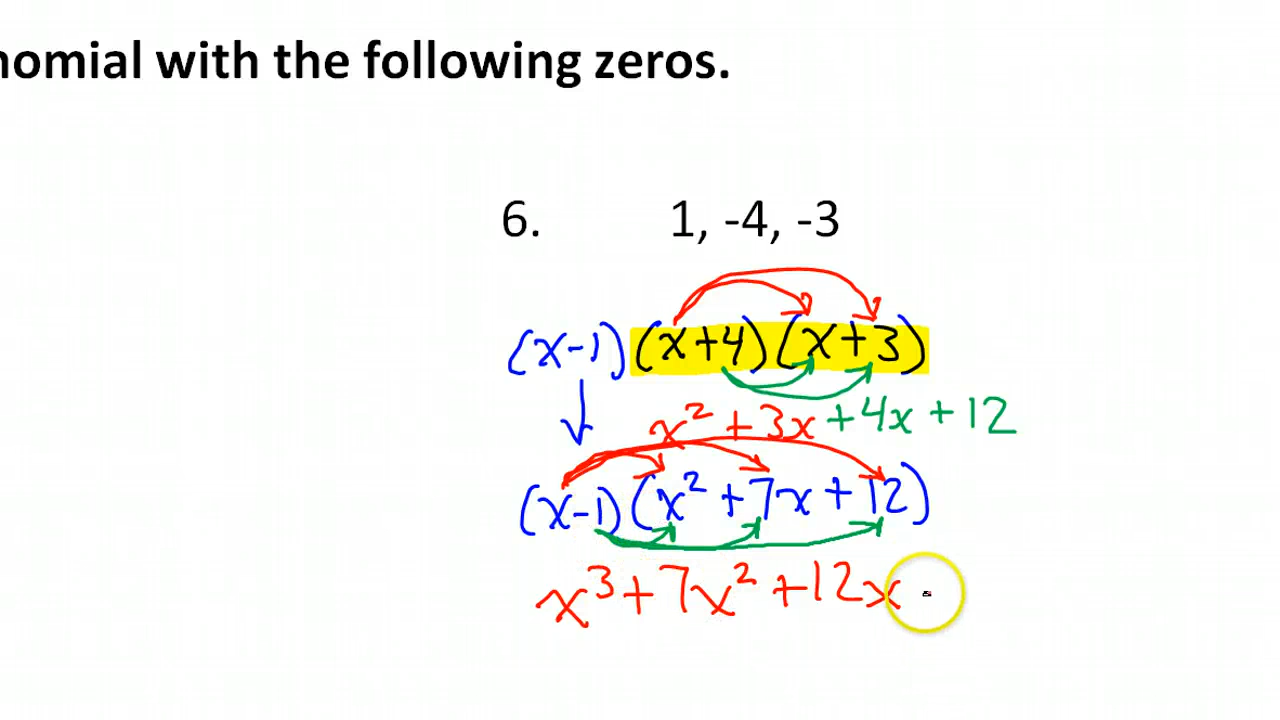 nomial with the following zeros.
6. 1, -4, -3
(x-1)(x+4)(x+3)
x² + 3x + 4x + 12
(x-1)(x² + 7x + 12)
x³ + 7x² + 12x